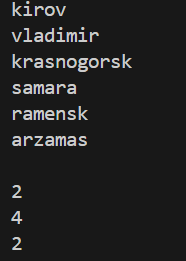 kirov
vladimir
krasnogorsk
samara
ramensk
arzamas

2
4
2